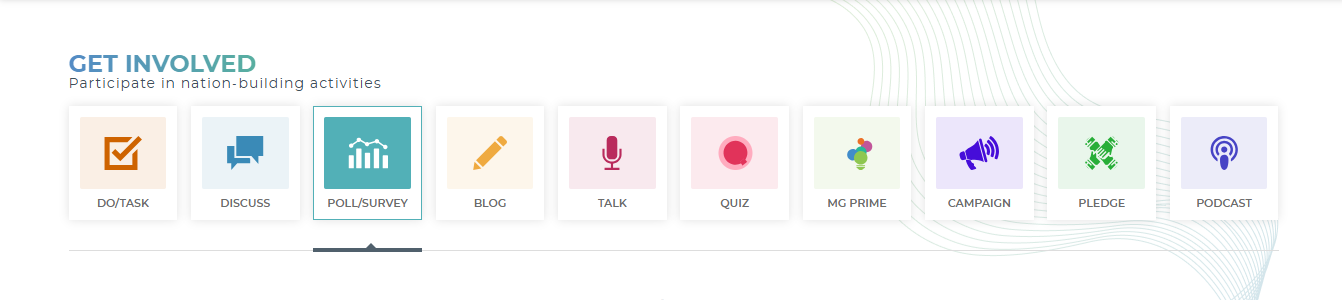 GET INVOLVED
Participate in nation-building activities
DO/TASK
DISCUSS
POLL/SURVEY
BLOG
TALK
QUIZ
MG PRIME
CAMPAIGN
PLEDGE
PODCAST